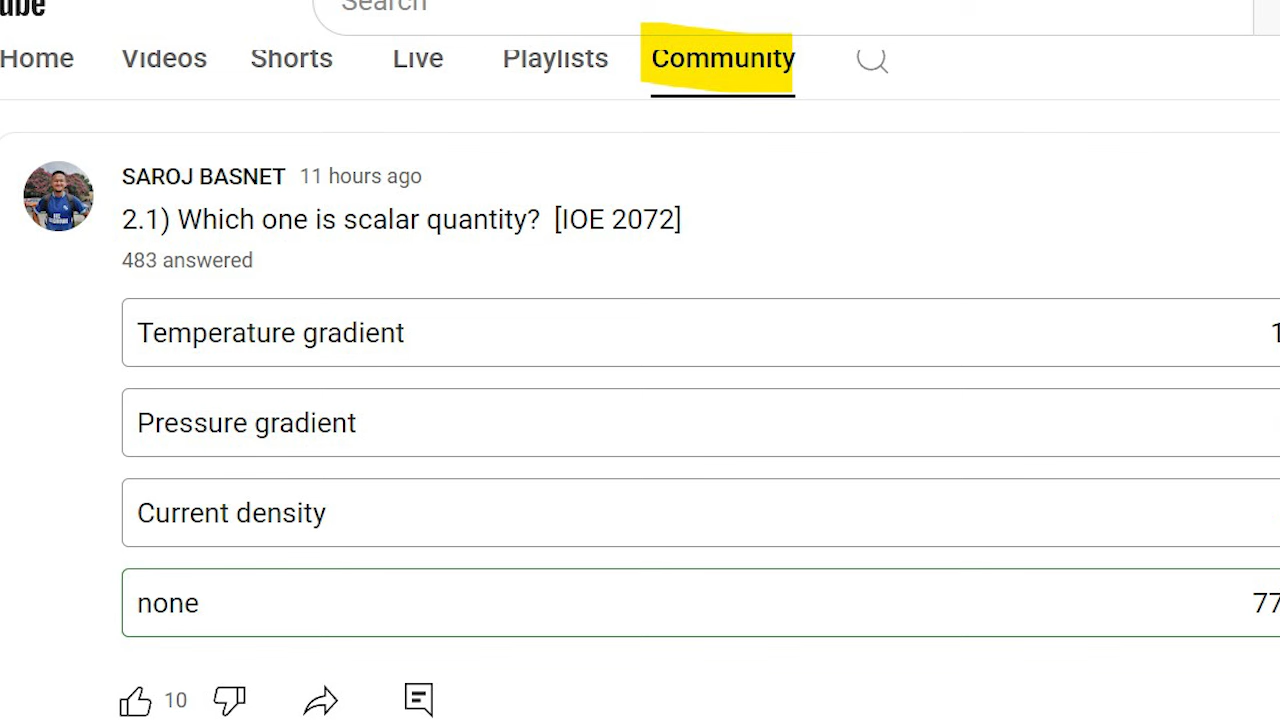 ube
Search
Home Videos Shorts Live Playlists Community
SAROJ BASNET 11 hours ago
2.1) Which one is scalar quantity? [IOE 2072]
483 answered
Temperature gradient
Pressure gradient
Current density
none 77
10